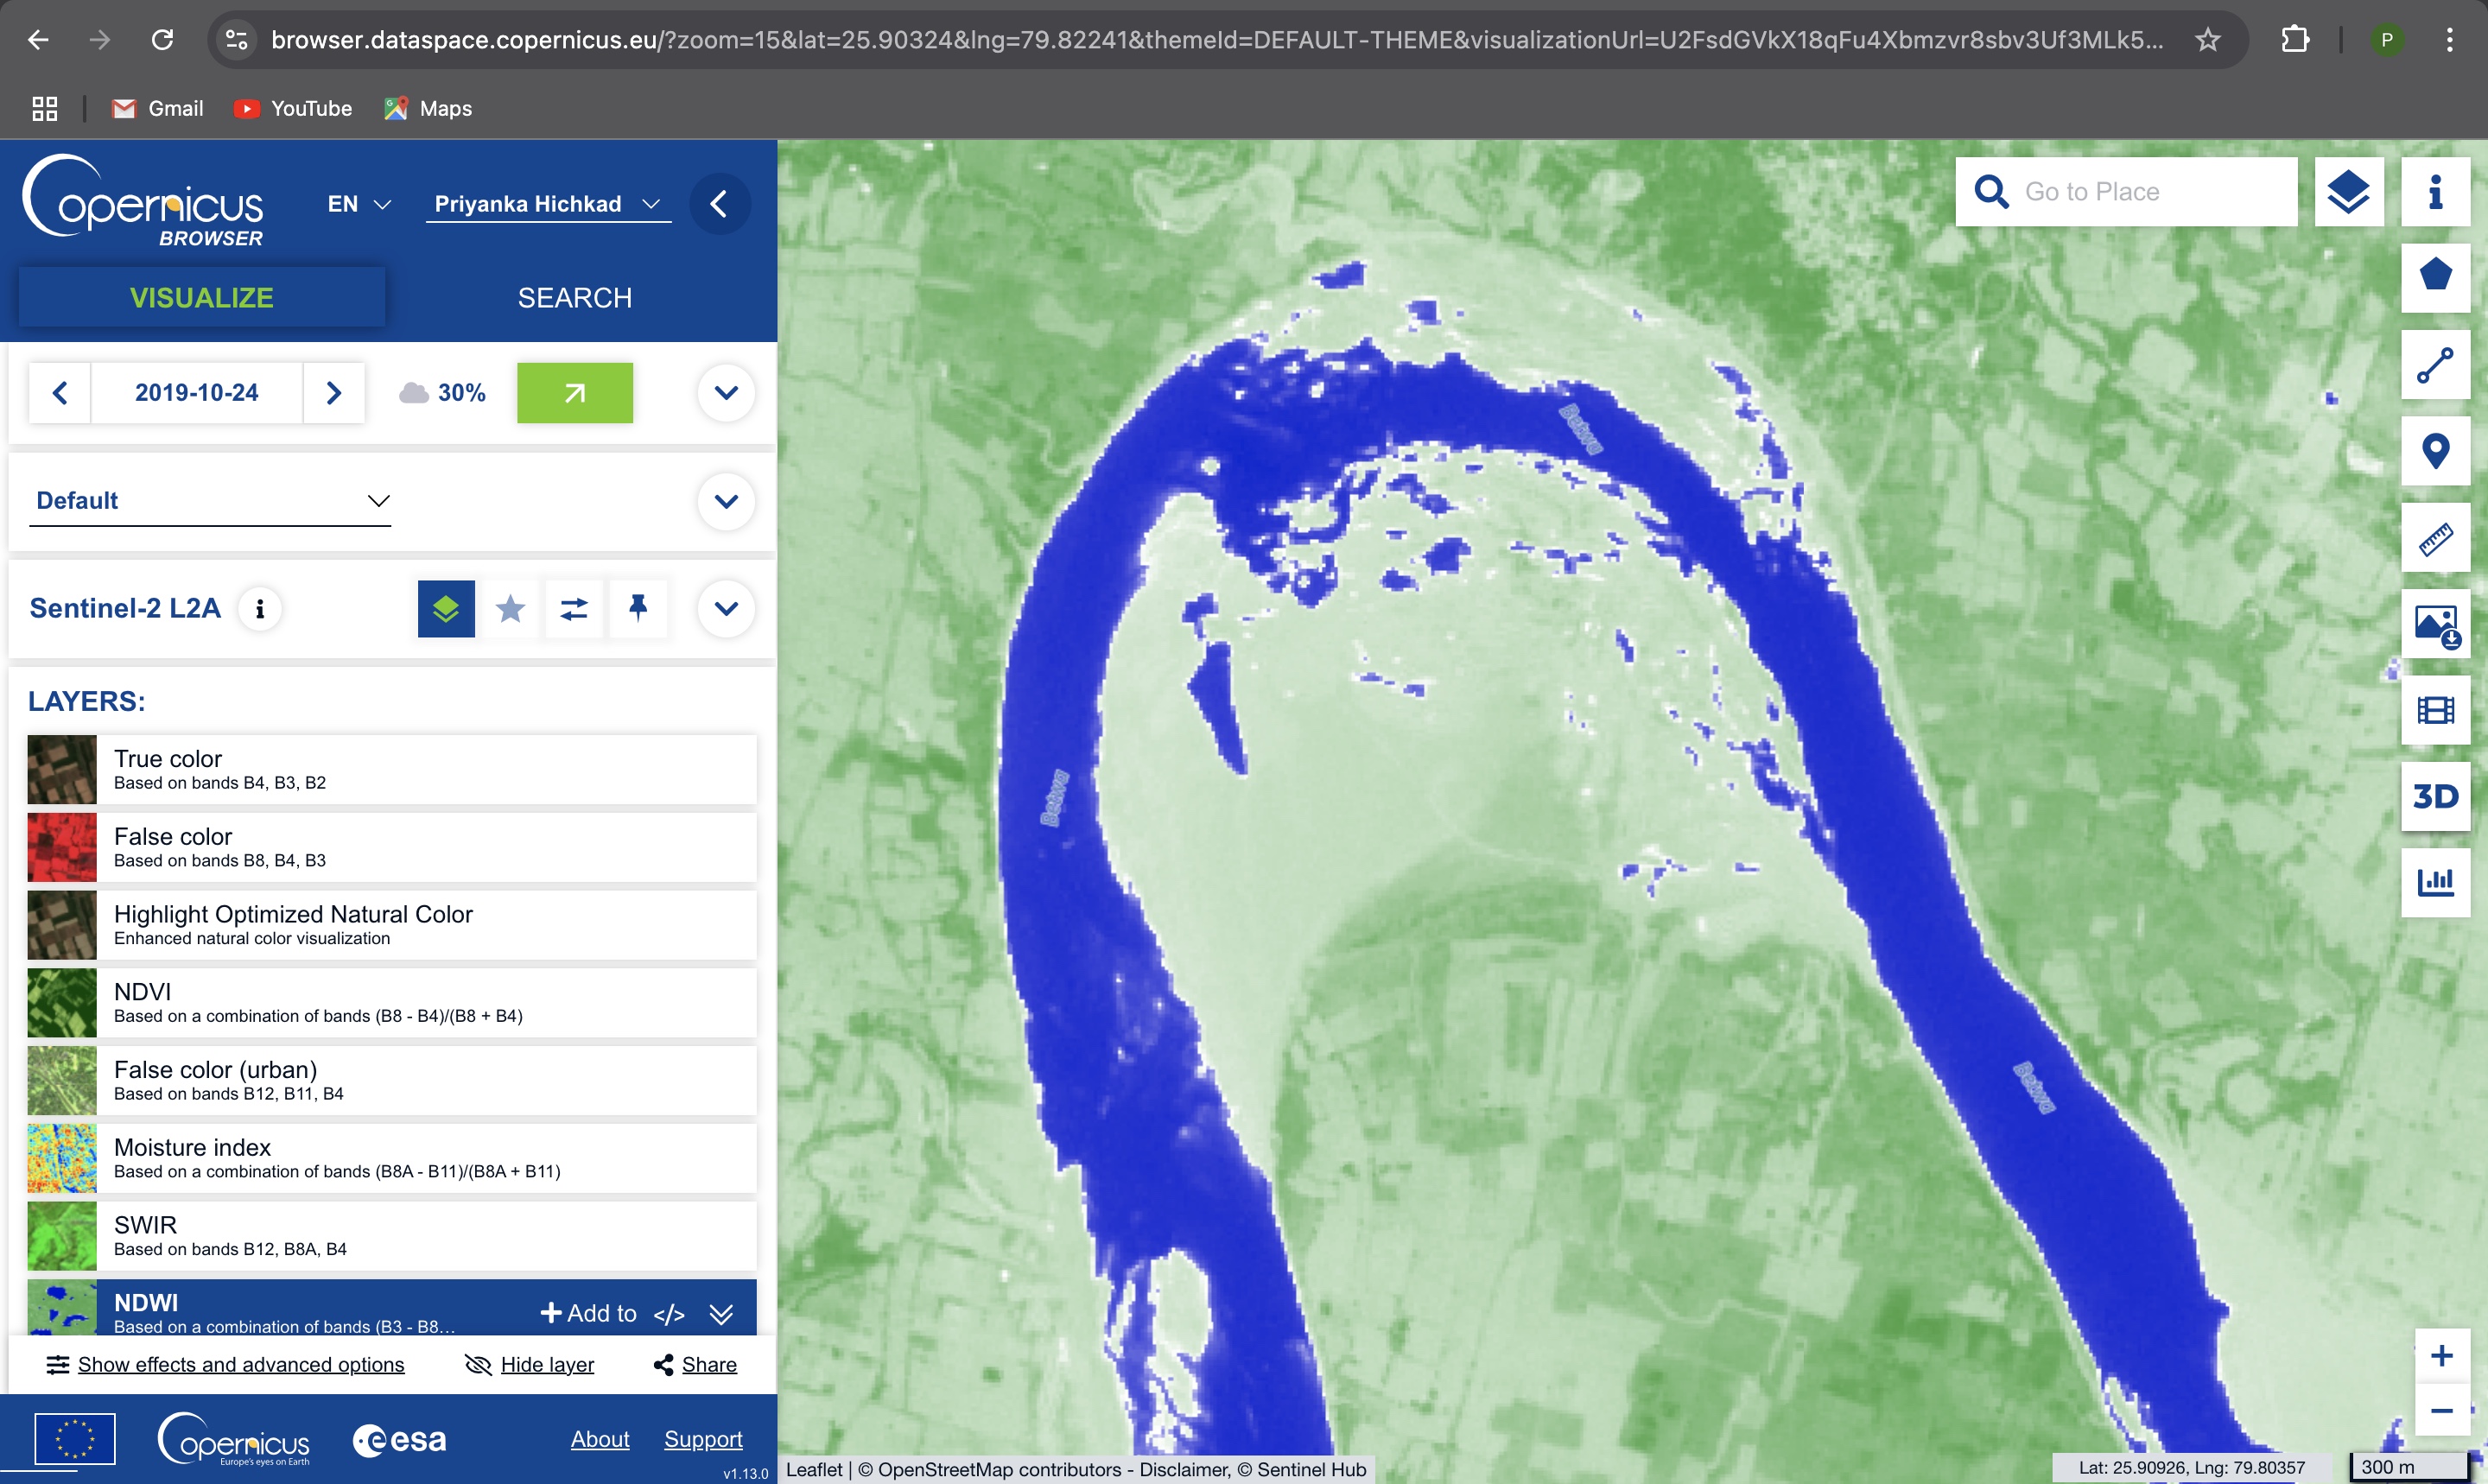 browser.dataspace.copernicus.eu/?zoom=15&lat=25.90324&lng=79.82241&themeId=DEFAULT-THEME&visualizationUrl=U2FsdGVkX18qFu4Xbmzvr8sbv3Uf3MLk5...
P
Gmail YouTube Maps
Copernicus
BROWSER
EN Priyanka Hichkad
VISUALIZE SEARCH
2019-10-24 30%
Default
Sentinel-2 L2A
LAYERS:
True color
Based on bands B4, B3, B2
False color
Based on bands B8, B4, B3
Highlight Optimized Natural Color
Enhanced natural color visualization
NDVI
Based on a combination of bands (B8 - B4)/(B8 + B4)
False color (urban)
Based on bands B12, B11, B4
Moisture index
Based on a combination of bands (B8A - B11)/(B8A + B11)
SWIR
Based on bands B12, B8A, B4
NDWI
Based on a combination of bands (B3 - B8...
Add to </>
Show effects and advanced options Hide layer Share
Copernicus
Europe's eyes on Earth
esa
About Support
v1.13.0
Go to Place
Betwa
Betwa
Betwa
3D
Leaflet | © OpenStreetMap contributors - Disclaimer, © Sentinel Hub
Lat: 25.90926, Lng: 79.80357
300 m